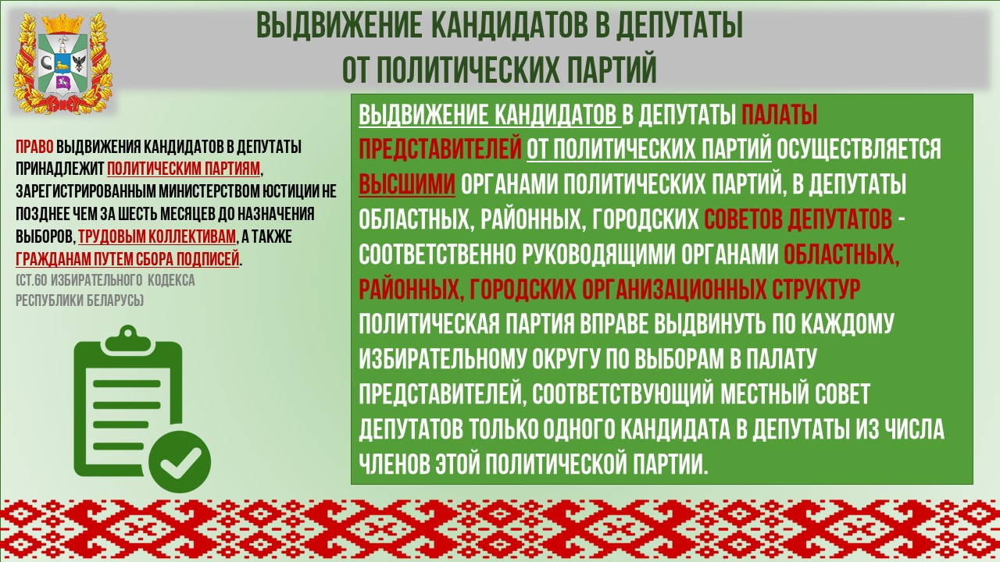 ВЫДВИЖЕНИЕ КАНДИДАТОВ В ДЕПУТАТЫ
ОТ ПОЛИТИЧЕСКИХ ПАРТИЙ
ПРАВО ВЫДВИЖЕНИЯ КАНДИДАТОВ В ДЕПУТАТЫ
ПРИНАДЛЕЖИТ ПОЛИТИЧЕСКИМ ПАРТИЯМ,
ЗАРЕГИСТРИРОВАННЫМ МИНИСТЕРСТВОМ ЮСТИЦИИ НЕ
ПОЗДНЕЕ ЧЕМ ЗА ШЕСТЬ МЕСЯЦЕВ ДО НАЗНАЧЕНИЯ
ВЫБОРОВ, ТРУДОВЫМ КОЛЛЕКТИВАМ, А ТАКЖЕ
ГРАЖДАНАМ ПУТЕМ СБОРА ПОДПИСЕЙ.
(СТ.60 ИЗБИРАТЕЛЬНОГО КОДЕКСА
РЕСПУБЛИКИ БЕЛАРУСЬ)
ВЫДВИЖЕНИЕ КАНДИДАТОВ В ДЕПУТАТЫ ПАЛАТЫ
ПРЕДСТАВИТЕЛЕЙ ОТ ПОЛИТИЧЕСКИХ ПАРТИЙ ОСУЩЕСТВЛЯЕТСЯ
ВЫСШИМИ ОРГАНАМИ ПОЛИТИЧЕСКИХ ПАРТИЙ, В ДЕПУТАТЫ
ОБЛАСТНЫХ, РАЙОННЫХ, ГОРОДСКИХ СОВЕТОВ ДЕПУТАТОВ -
СООТВЕТСТВЕННО РУКОВОДЯЩИМИ ОРГАНАМИ ОБЛАСТНЫХ,
РАЙОННЫХ, ГОРОДСКИХ ОРГАНИЗАЦИОННЫХ СТРУКТУР
ПОЛИТИЧЕСКАЯ ПАРТИЯ ВПРАВЕ ВЫДВИНУТЬ ПО КАЖДОМУ
ИЗБИРАТЕЛЬНОМУ ОКРУГУ ПО ВЫБОРАМ В ПАЛАТУ
ПРЕДСТАВИТЕЛЕЙ, СООТВЕТСТВУЮЩИЙ МЕСТНЫЙ СОВЕТ
ДЕПУТАТОВ ТОЛЬКО ОДНОГО КАНДИДАТА В ДЕПУТАТЫ ИЗ ЧИСЛА
ЧЛЕНОВ ЭТОЙ ПОЛИТИЧЕСКОЙ ПАРТИИ.